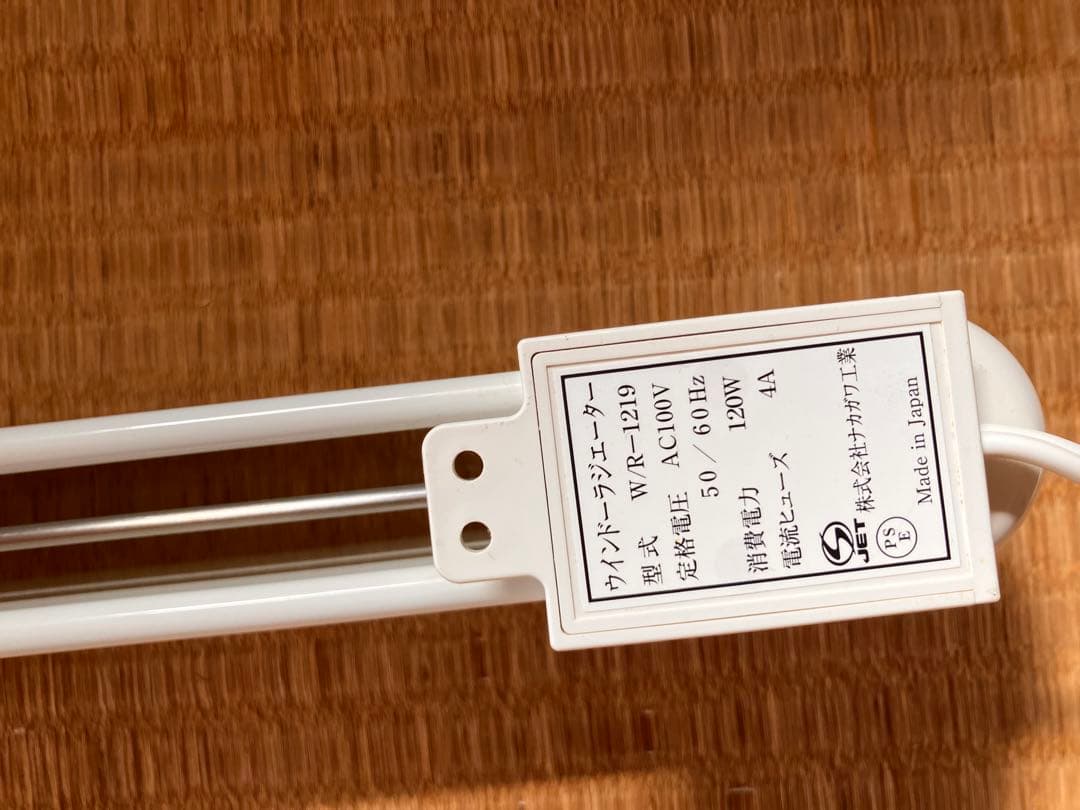 ウインドーラジエーター
型式 W/R-1219
定格電圧 AC100V
50/60Hz
消費電力 120W
電流ヒューズ 4A
JET 株式会社ナカガワ工業
PSE Made in Japan